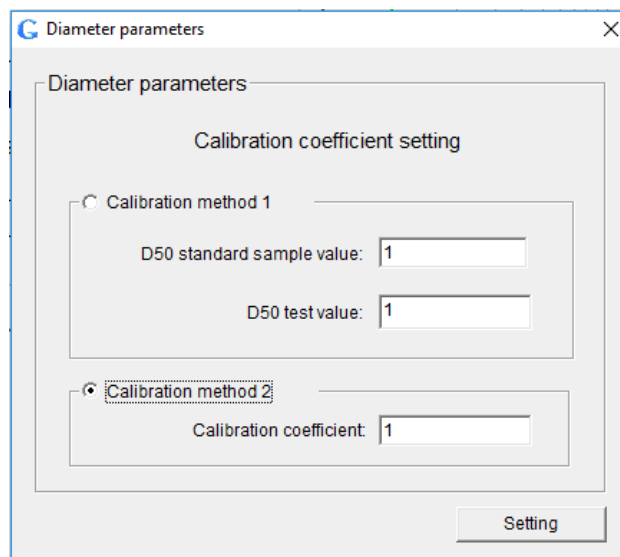 Diameter parameters
Diameter parameters
Calibration coefficient setting
Calibration method 1
D50 standard sample value: 1
D50 test value: 1
Calibration method 2
Calibration coefficient: 1
Setting